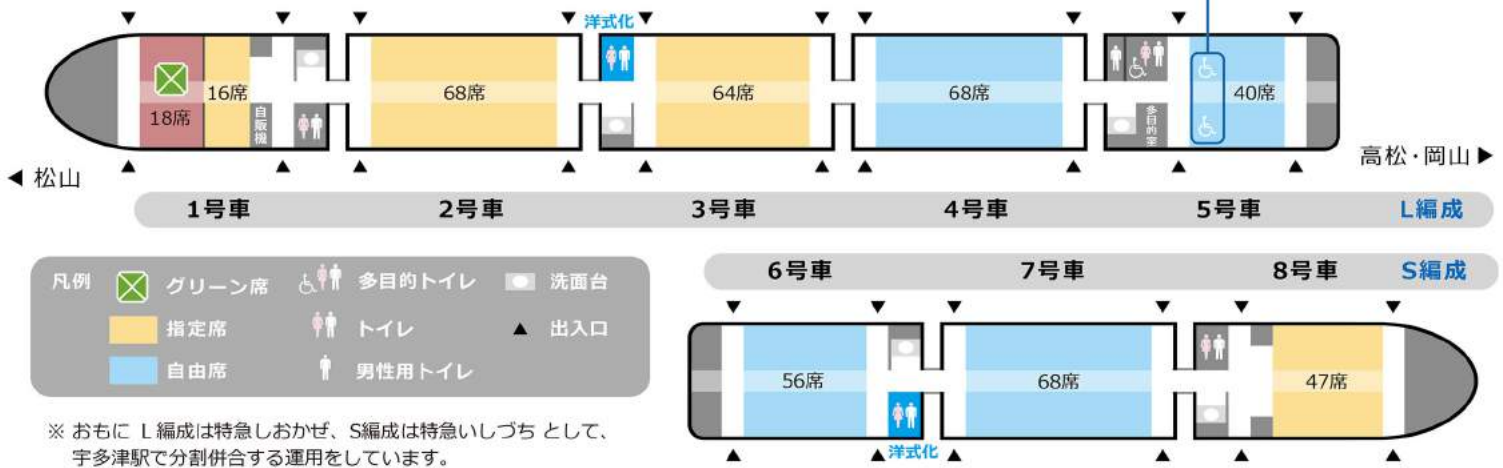 洋式化
18席
16席
自販機
68席
64席
68席
多目的室
40席
◀ 松山
高松・岡山 ▶
1号車
2号車
3号車
4号車
5号車
L編成
6号車
7号車
8号車
S編成
凡例
グリーン席
多目的トイレ
洗面台
指定席
トイレ
▲ 出入口
自由席
男性用トイレ
56席
68席
47席
洋式化
※ おもに L 編成は特急しおかぜ、S編成は特急いしづち として、
宇多津駅で分割併合する運用をしています。